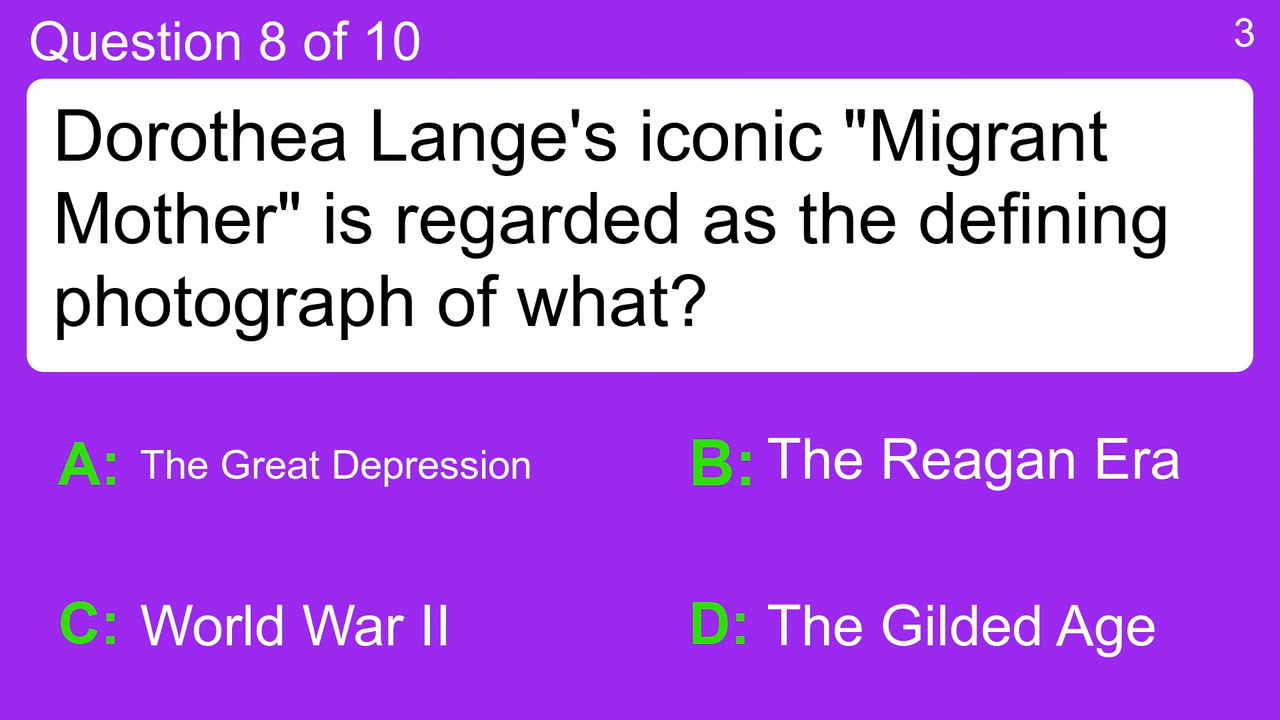 Question 8 of 10
3
Dorothea Lange's iconic "Migrant
Mother" is regarded as the defining
photograph of what?
A: The Great Depression
B: The Reagan Era
C: World War II
D: The Gilded Age